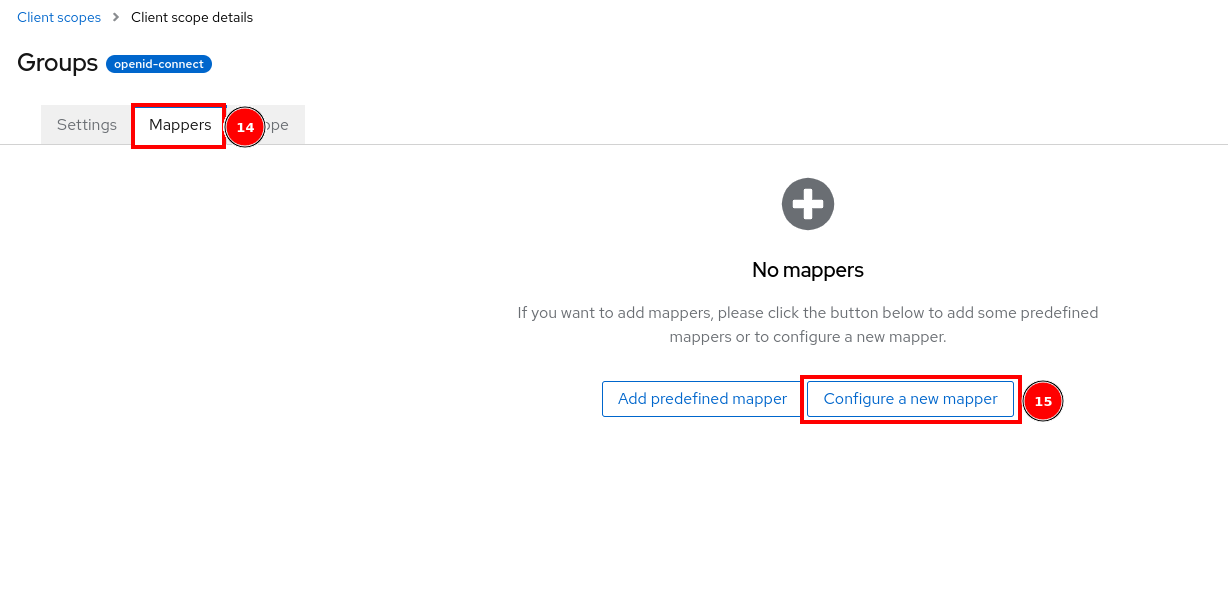 Client scopes > Client scope details
Groups openid-connect
Settings Mappers 14
15
No mappers
If you want to add mappers, please click the button below to add some predefined
mappers or to configure a new mapper.
Add predefined mapper Configure a new mapper